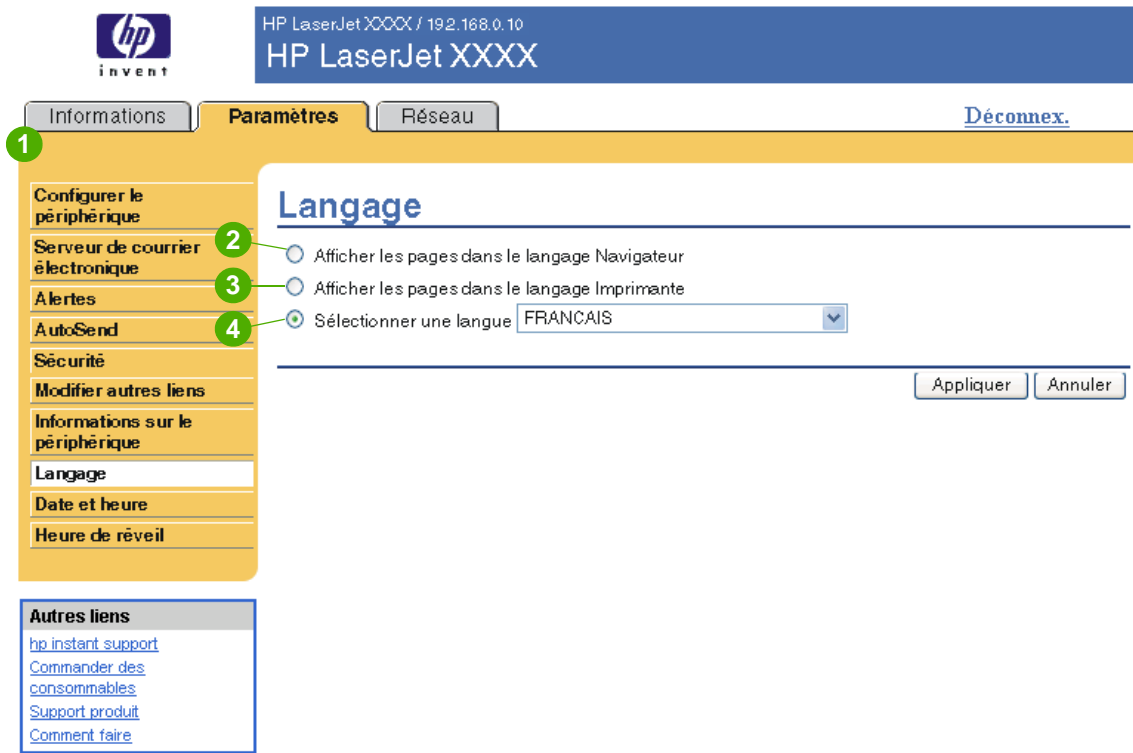 hp
invent
HP LaserJet XXXX / 192.168.0.10
HP LaserJet XXXX
Informations
Paramètres
Réseau
Déconnex.
1
Configurer le
périphérique
Serveur de courrier
électronique
Alertes
AutoSend
Sécurité
Modifier autres liens
Informations sur le
périphérique
Langage
Date et heure
Heure de réveil
Langage
2
Afficher les pages dans le langage Navigateur
3
Afficher les pages dans le langage Imprimante
4
Sélectionner une langue FRANCAIS
Appliquer
Annuler
Autres liens
hp instant support
Commander des
consommables
Support produit
Comment faire